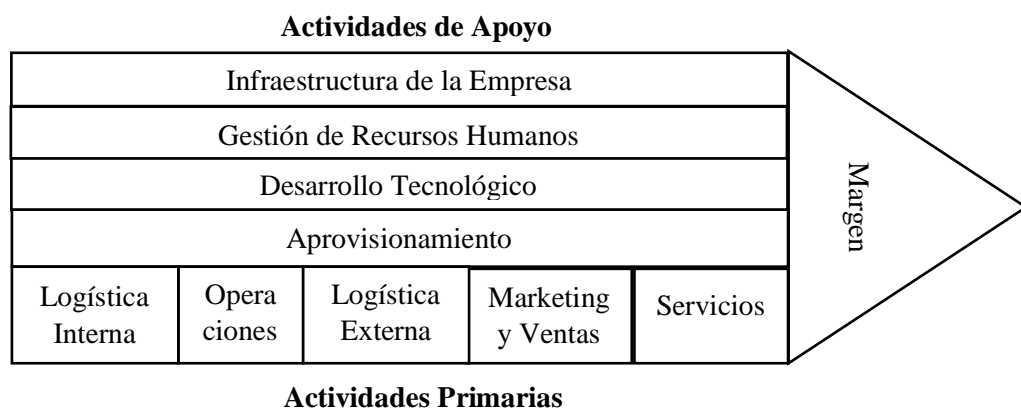 Actividades de Apoyo
Infraestructura de la Empresa
Gestión de Recursos Humanos
Desarrollo Tecnológico
Aprovisionamiento
Logística
Interna
Opera
ciones
Logística
Externa
Marketing
y Ventas
Servicios
Margen
Actividades Primarias